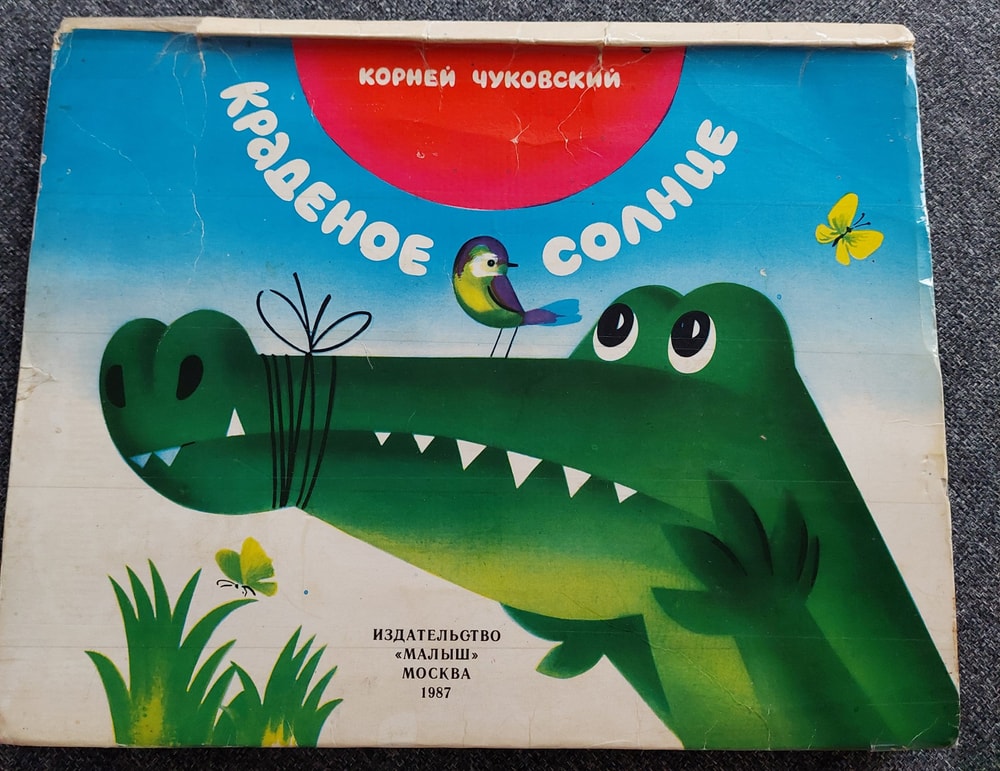 КОРНЕЙ ЧУКОВСКИЙ
КРАДЕНОЕ СОЛНЦЕ
ИЗДАТЕЛЬСТВО
«МАЛЫШ»
МОСКВА
1987